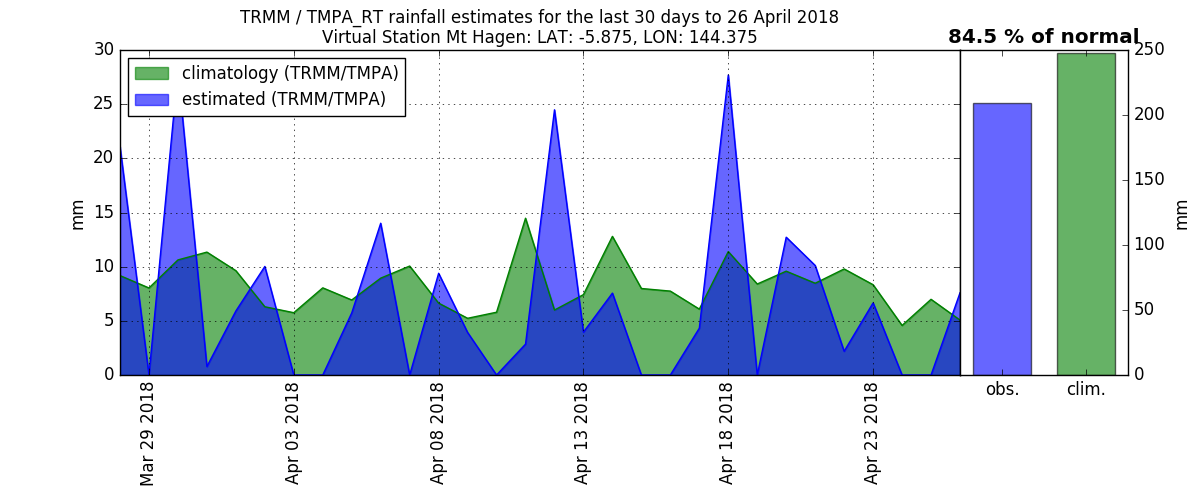 TRMM / TMPA_RT rainfall estimates for the last 30 days to 26 April 2018
Virtual Station Mt Hagen: LAT: -5.875, LON: 144.375
84.5 % of normal
climatology (TRMM/TMPA)
estimated (TRMM/TMPA)
30
25
20
15
10
5
0
mm
250
200
150
100
50
0
mm
obs.
clim.
Mar 29 2018
Apr 03 2018
Apr 08 2018
Apr 13 2018
Apr 18 2018
Apr 23 2018